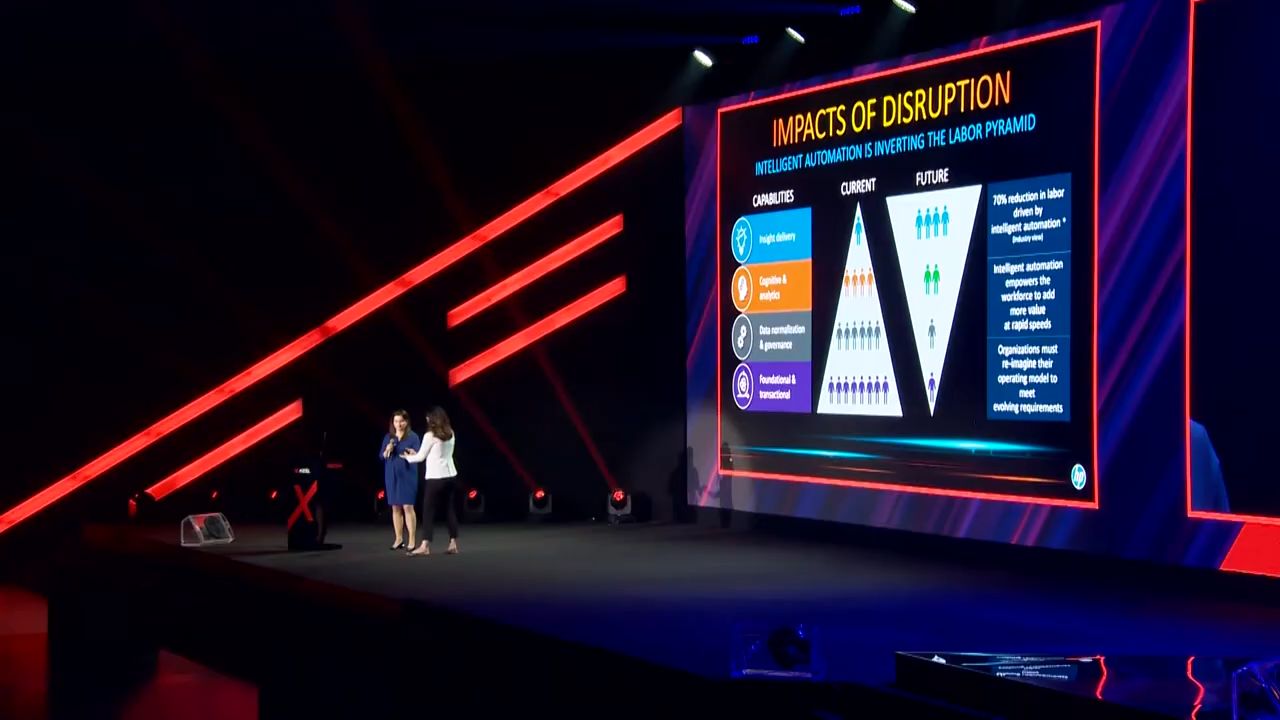 IMPACTS OF DISRUPTION
INTELLIGENT AUTOMATION IS INVERTING THE LABOR PYRAMID
CAPABILITIES
CURRENT
FUTURE
Insight delivery
Cognitive &
analytics
Data normalization
& governance
Foundational &
transactional
70% reduction in labor
driven by
intelligent automation *
(industry view)
Intelligent automation
empowers the
workforce to add
more value
at rapid speeds
Organizations must
re-imagine their
operating model to
meet
evolving requirements
hp
X